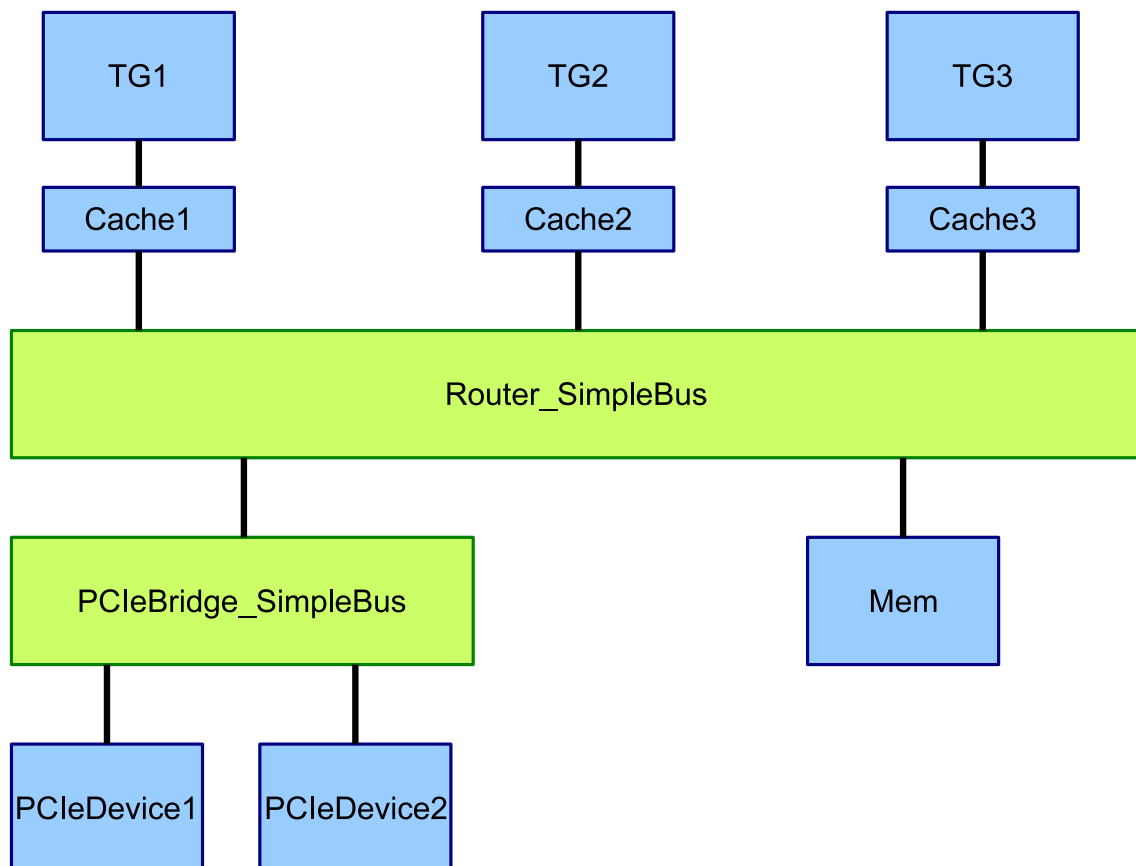 TG1
TG2
TG3
Cache1
Cache2
Cache3
Router_SimpleBus
PCIeBridge_SimpleBus
Mem
PCIeDevice1
PCIeDevice2